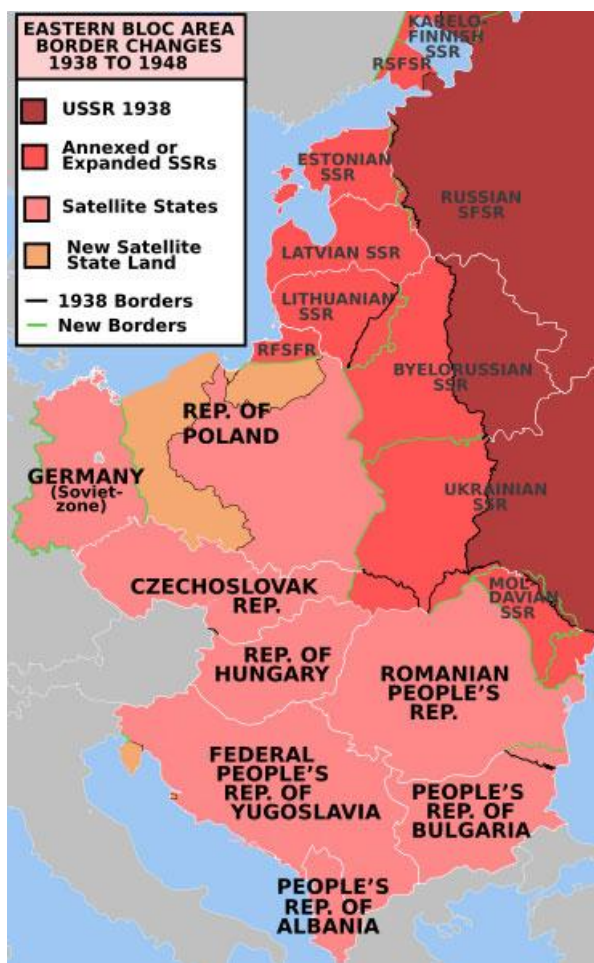 EASTERN BLOC AREA
BORDER CHANGES
1938 TO 1948
USSR 1938
Annexed or
Expanded SSRs
Satellite States
New Satellite
State Land
1938 Borders
New Borders
KARELO-
FINNISH
SSR
RSFSR
ESTONIAN
SSR
RUSSIAN
SFSR
LATVIAN SSR
LITHUANIAN
SSR
RFSFR
BYELORUSSIAN
SSR
REP. OF
POLAND
GERMANY
(Soviet-
zone)
UKRAINIAN
SSR
CZECHOSLOVAK
REP.
MOL-
DAVIAN
SSR
REP. OF
HUNGARY
ROMANIAN
PEOPLE'S
REP.
FEDERAL
PEOPLE'S
REP. OF
YUGOSLAVIA
PEOPLE'S
REP. OF
BULGARIA
PEOPLE'S
REP. OF
ALBANIA